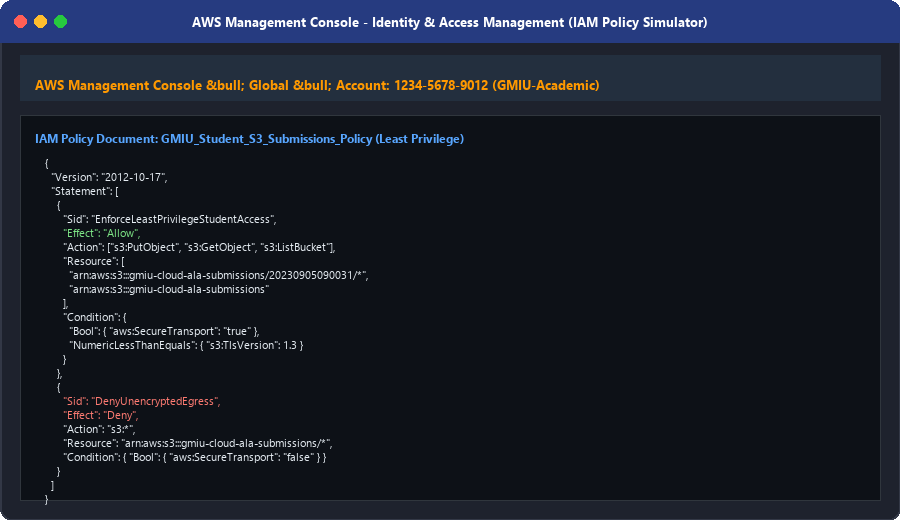 AWS Management Console - Identity & Access Management (IAM Policy Simulator)
AWS Management Console &bull; Global &bull; Account: 1234-5678-9012 (GMIU-Academic)
IAM Policy Document: GMIU_Student_S3_Submissions_Policy (Least Privilege)
{
"Version": "2012-10-17",
"Statement": [
{
"Sid": "EnforceLeastPrivilegeStudentAccess",
"Effect": "Allow",
"Action": ["s3:PutObject", "s3:GetObject", "s3:ListBucket"],
"Resource": [
"arn:aws:s3:::gmiu-cloud-ala-submissions/20230905090031/*",
"arn:aws:s3:::gmiu-cloud-ala-submissions"
],
"Condition": {
"Bool": { "aws:SecureTransport": "true" },
"NumericLessThanEquals": { "s3:TlsVersion": 1.3 }
}
},
{
"Sid": "DenyUnencryptedEgress",
"Effect": "Deny",
"Action": "s3:*",
"Resource": "arn:aws:s3:::gmiu-cloud-ala-submissions/*",
"Condition": { "Bool": { "aws:SecureTransport": "false" } }
}
]
}